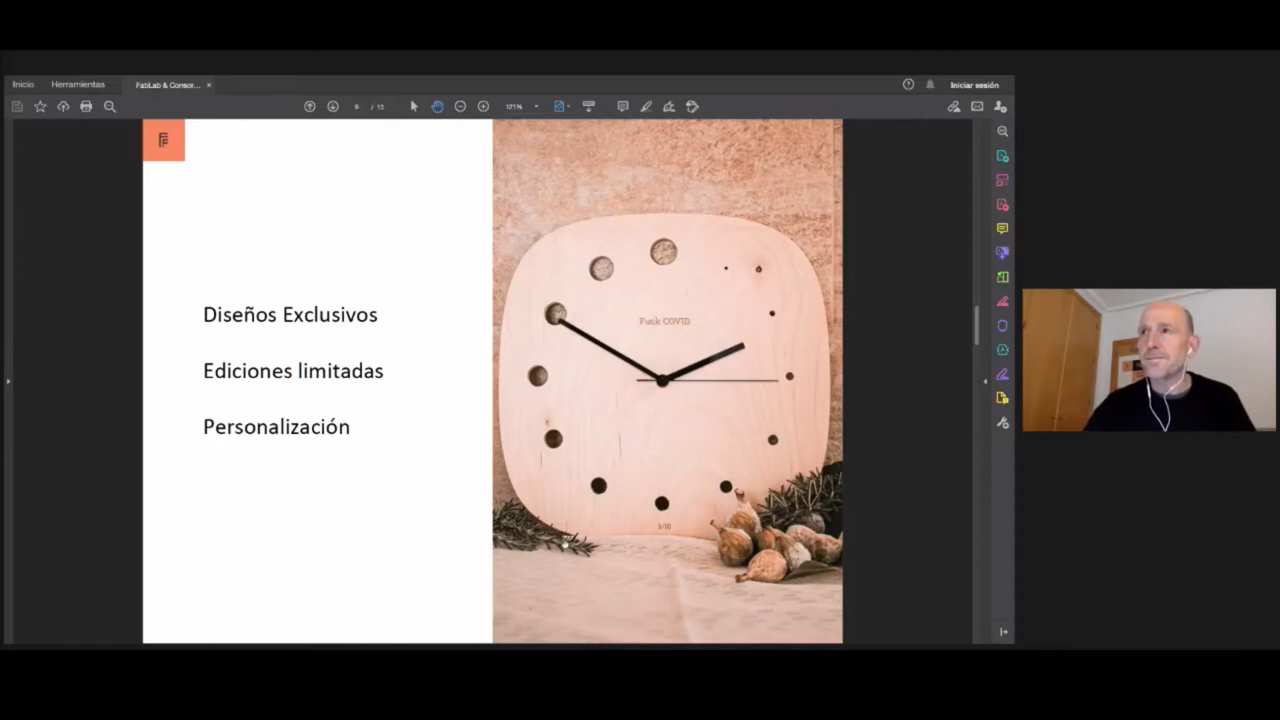 Inicio Herramientas FabLab & Consor... ×
Iniciar sesión
6 / 13
121%
Diseños Exclusivos
Ediciones limitadas
Personalización
Fuck COVID
1/10